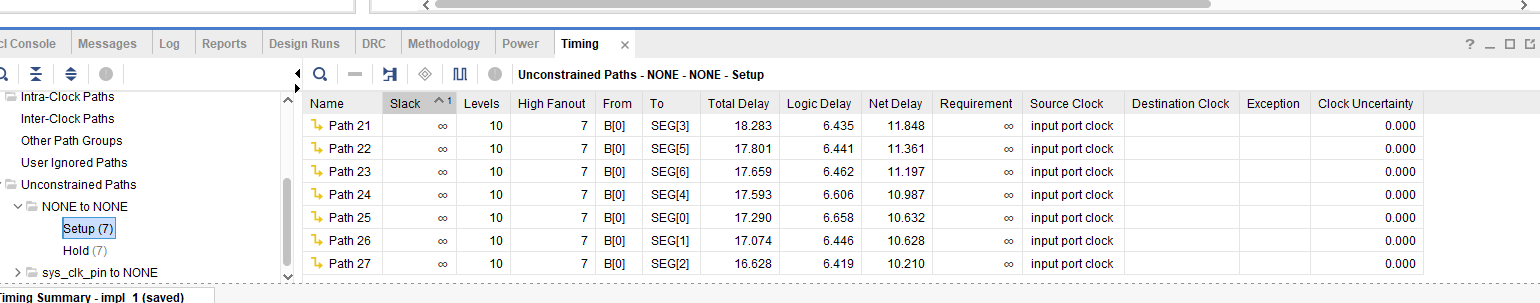 cl Console Messages Log Reports Design Runs DRC Methodology Power Timing × ? _
Unconstrained Paths - NONE - NONE - Setup
Intra-Clock Paths
Inter-Clock Paths
Other Path Groups
User Ignored Paths
Unconstrained Paths
NONE to NONE
Setup (7)
Hold (7)
sys_clk_pin to NONE
Name Slack ^1 Levels High Fanout From To Total Delay Logic Delay Net Delay Requirement Source Clock Destination Clock Exception Clock Uncertainty
Path 21 ∞ 10 7 B[0] SEG[3] 18.283 6.435 11.848 ∞ input port clock 0.000
Path 22 ∞ 10 7 B[0] SEG[5] 17.801 6.441 11.361 ∞ input port clock 0.000
Path 23 ∞ 10 7 B[0] SEG[6] 17.659 6.462 11.197 ∞ input port clock 0.000
Path 24 ∞ 10 7 B[0] SEG[4] 17.593 6.606 10.987 ∞ input port clock 0.000
Path 25 ∞ 10 7 B[0] SEG[0] 17.290 6.658 10.632 ∞ input port clock 0.000
Path 26 ∞ 10 7 B[0] SEG[1] 17.074 6.446 10.628 ∞ input port clock 0.000
Path 27 ∞ 10 7 B[0] SEG[2] 16.628 6.419 10.210 ∞ input port clock 0.000
Timing Summary - impl_1 (saved)